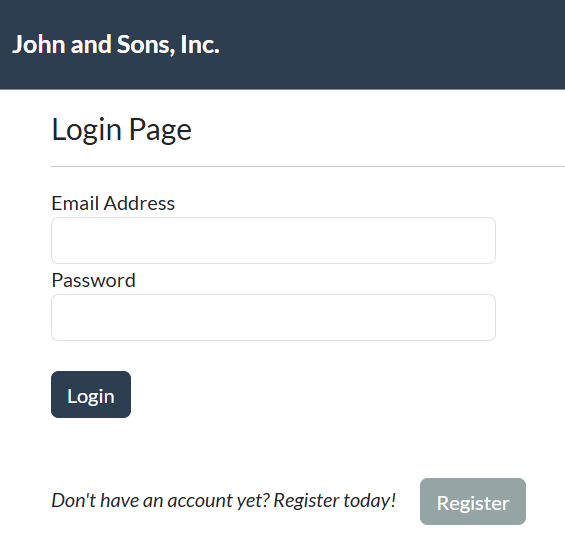 John and Sons, Inc.
Login Page
Email Address
Password
Login
Don't have an account yet? Register today! Register